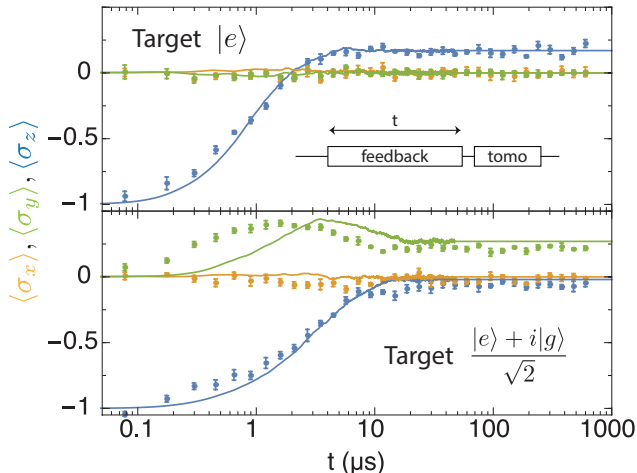 Target |e⟩
0
−0.5
−1
t
feedback
tomo
⟨σx⟩, ⟨σy⟩, ⟨σz⟩
0
−0.5
−1
Target |e⟩ + i|g⟩
√2
0.1 1 10 100 1000
t (μs)